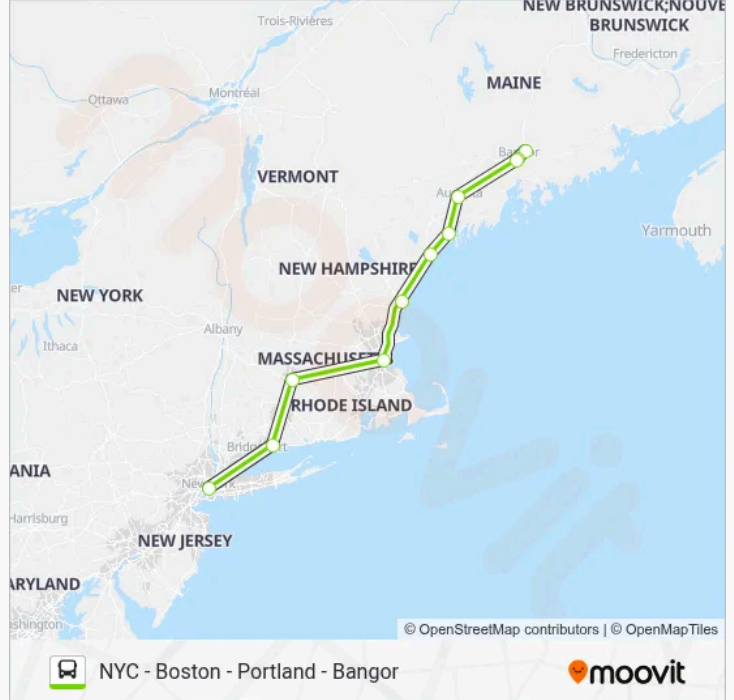 NEW BRUNSWICK;NOUVE
BRUNSWICK
Trois-Rivières
Fredericton
MAINE
Montréal
Ottawa
Bangor
VERMONT
Augusta
Yarmouth
NEW HAMPSHIRE
er
NEW YORK
Albany
Ithaca
MASSACHUSETTS
RHODE ISLAND
Bridgeport
ANIA
New York
Harrisburg
NEW JERSEY
ARYLAND
shington
© OpenStreetMap contributors | © OpenMapTiles
NYC - Boston - Portland - Bangor
moovit